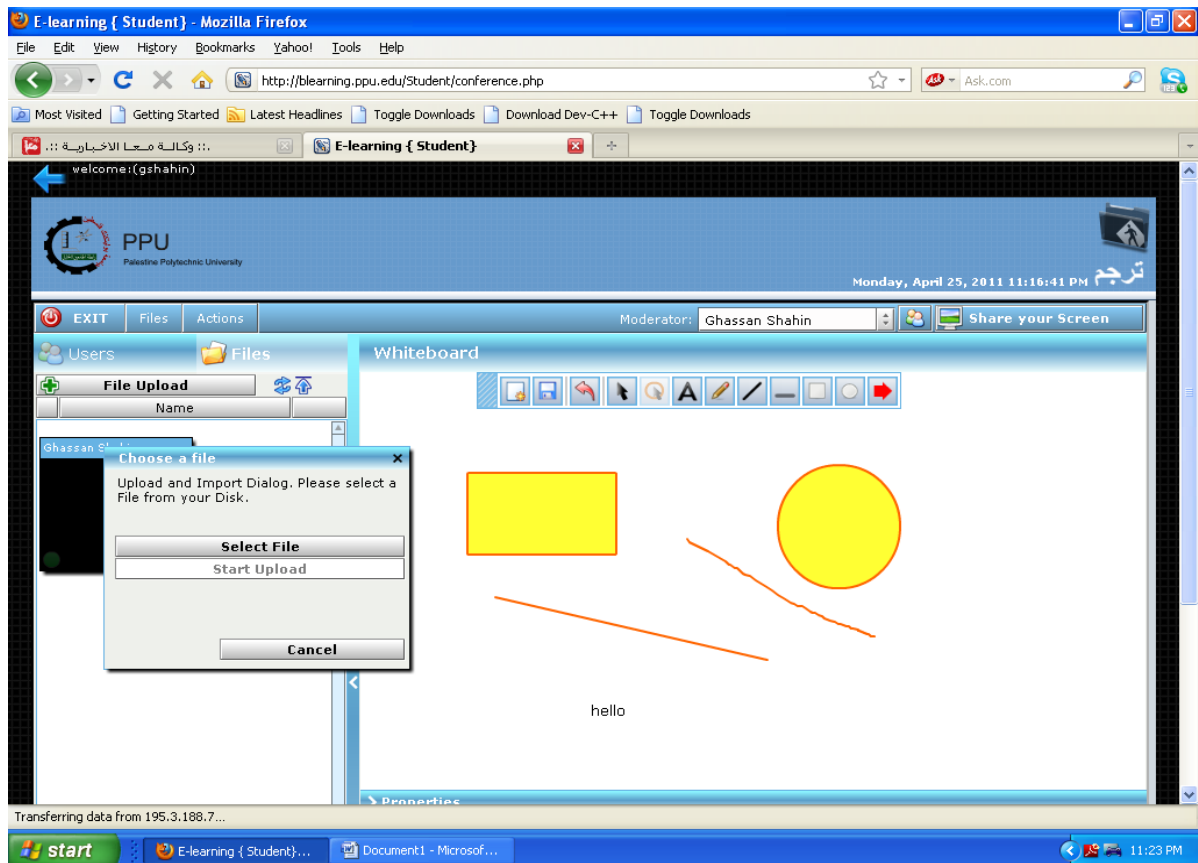 E-learning { Student} - Mozilla Firefox
File Edit View History Bookmarks Yahoo! Tools Help
http://blearning.ppu.edu/Student/conference.php
Ask.com
Most Visited Getting Started Latest Headlines Toggle Downloads Download Dev-C++ Toggle Downloads
.:: وكالة معا الاخبارية ::.
E-learning { Student}
welcome:(gshahin)
PPU
Palestine Polytechnic University
ترجم
Monday, April 25, 2011 11:16:41 PM
EXIT Files Actions
Moderator: Ghassan Shahin
Share your Screen
Users Files
Whiteboard
File Upload
A
Name
Ghassan
Choose a file x
Upload and Import Dialog. Please select a
File from your Disk.
Select File
Start Upload
Cancel
hello
Properties
Transferring data from 195.3.188.7...
start
E-learning { Student}...
Document1 - Microsof...
11:23 PM